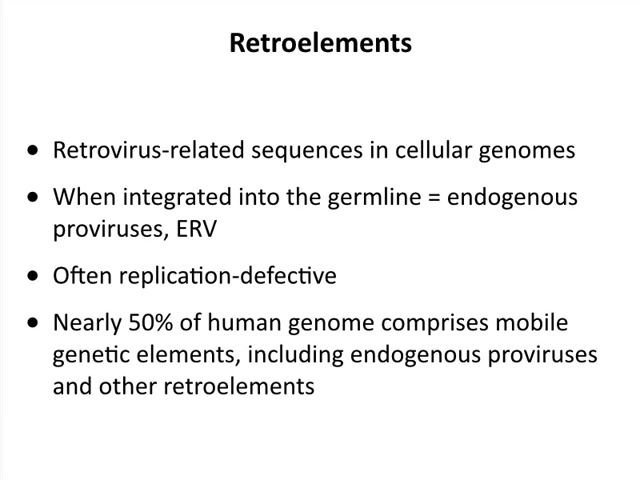 Retroelements
• Retrovirus-related sequences in cellular genomes
• When integrated into the germline = endogenous
proviruses, ERV
• Often replication-defective
• Nearly 50% of human genome comprises mobile
genetic elements, including endogenous proviruses
and other retroelements